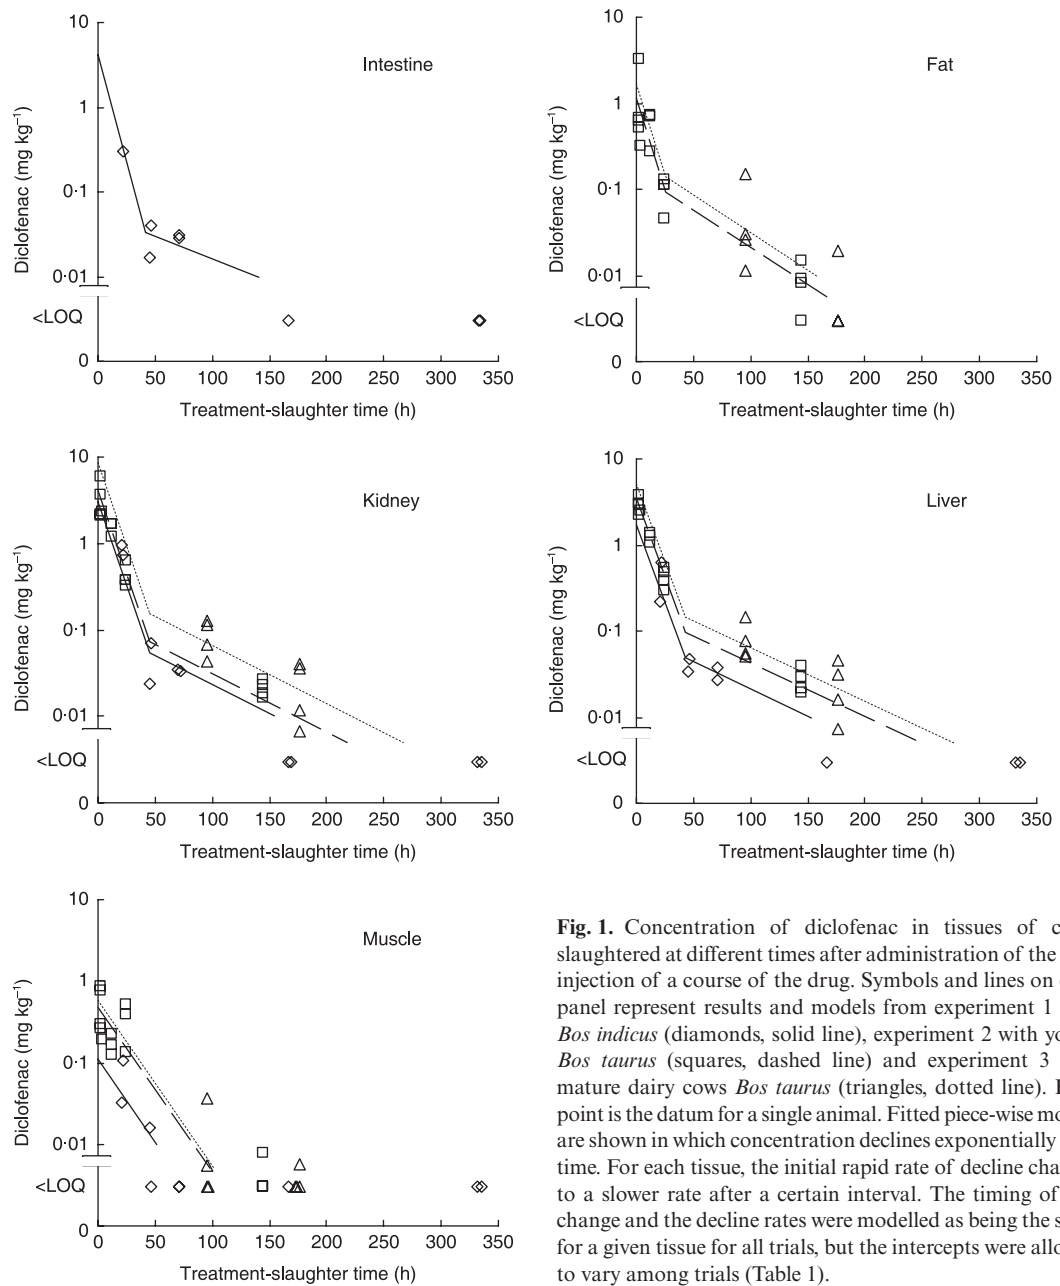 10
Intestine
Diclofenac (mg kg⁻¹)
1
0·1
0·01
<LOQ
0
0 50 100 150 200 250 300 350
Treatment-slaughter time (h)
10
Fat
Diclofenac (mg kg⁻¹)
1
0·1
0·01
<LOQ
0
0 50 100 150 200 250 300 35
Treatment-slaughter time (h)
10
Kidney
Diclofenac (mg kg⁻¹)
1
0·1
0·01
<LOQ
0
0 50 100 150 200 250 300 350
Treatment-slaughter time (h)
10
Liver
Diclofenac (mg kg⁻¹)
1
0·1
0·01
<LOQ
0
0 50 100 150 200 250 300 35
Treatment-slaughter time (h)
10
Muscle
Diclofenac (mg kg⁻¹)
1
0·1
0·01
<LOQ
0
0 50 100 150 200 250 300 350
Treatment-slaughter time (h)
Fig. 1. Concentration of diclofenac in tissues of c
slaughtered at different times after administration of the
injection of a course of the drug. Symbols and lines on
panel represent results and models from experiment 1
Bos indicus (diamonds, solid line), experiment 2 with yo
Bos taurus (squares, dashed line) and experiment 3
mature dairy cows Bos taurus (triangles, dotted line).
point is the datum for a single animal. Fitted piece-wise mo
are shown in which concentration declines exponentially
time. For each tissue, the initial rapid rate of decline cha
to a slower rate after a certain interval. The timing of
change and the decline rates were modelled as being the s
for a given tissue for all trials, but the intercepts were allo
to vary among trials (Table 1).